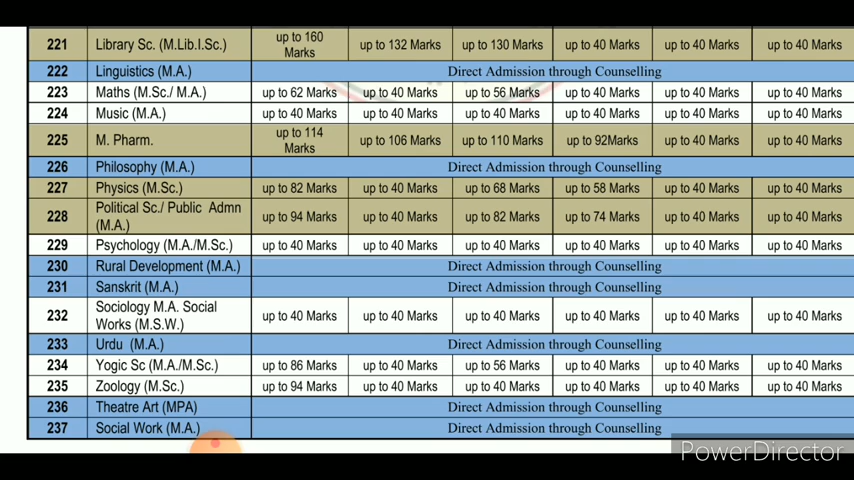 221 Library Sc. (M.Lib.I.Sc.) up to 160 Marks up to 132 Marks up to 130 Marks up to 40 Marks up to 40 Marks up to 40 Marks
222 Linguistics (M.A.) Direct Admission through Counselling
223 Maths (M.Sc./ M.A.) up to 62 Marks up to 40 Marks up to 56 Marks up to 40 Marks up to 40 Marks up to 40 Marks
224 Music (M.A.) up to 40 Marks up to 40 Marks up to 40 Marks up to 40 Marks up to 40 Marks up to 40 Marks
225 M. Pharm. up to 114 Marks up to 106 Marks up to 110 Marks up to 92Marks up to 40 Marks up to 40 Marks
226 Philosophy (M.A.) Direct Admission through Counselling
227 Physics (M.Sc.) up to 82 Marks up to 40 Marks up to 68 Marks up to 58 Marks up to 40 Marks up to 40 Marks
228 Political Sc./ Public Admn (M.A.) up to 94 Marks up to 40 Marks up to 82 Marks up to 74 Marks up to 40 Marks up to 40 Marks
229 Psychology (M.A./M.Sc.) up to 40 Marks up to 40 Marks up to 40 Marks up to 40 Marks up to 40 Marks up to 40 Marks
230 Rural Development (M.A.) Direct Admission through Counselling
231 Sanskrit (M.A.) Direct Admission through Counselling
232 Sociology M.A. Social Works (M.S.W.) up to 40 Marks up to 40 Marks up to 40 Marks up to 40 Marks up to 40 Marks up to 40 Marks
233 Urdu (M.A.) Direct Admission through Counselling
234 Yogic Sc (M.A./M.Sc.) up to 86 Marks up to 40 Marks up to 56 Marks up to 40 Marks up to 40 Marks up to 40 Marks
235 Zoology (M.Sc.) up to 94 Marks up to 40 Marks up to 40 Marks up to 40 Marks up to 40 Marks up to 40 Marks
236 Theatre Art (MPA) Direct Admission through Counselling
237 Social Work (M.A.) Direct Admission through Counselling
PowerDirector